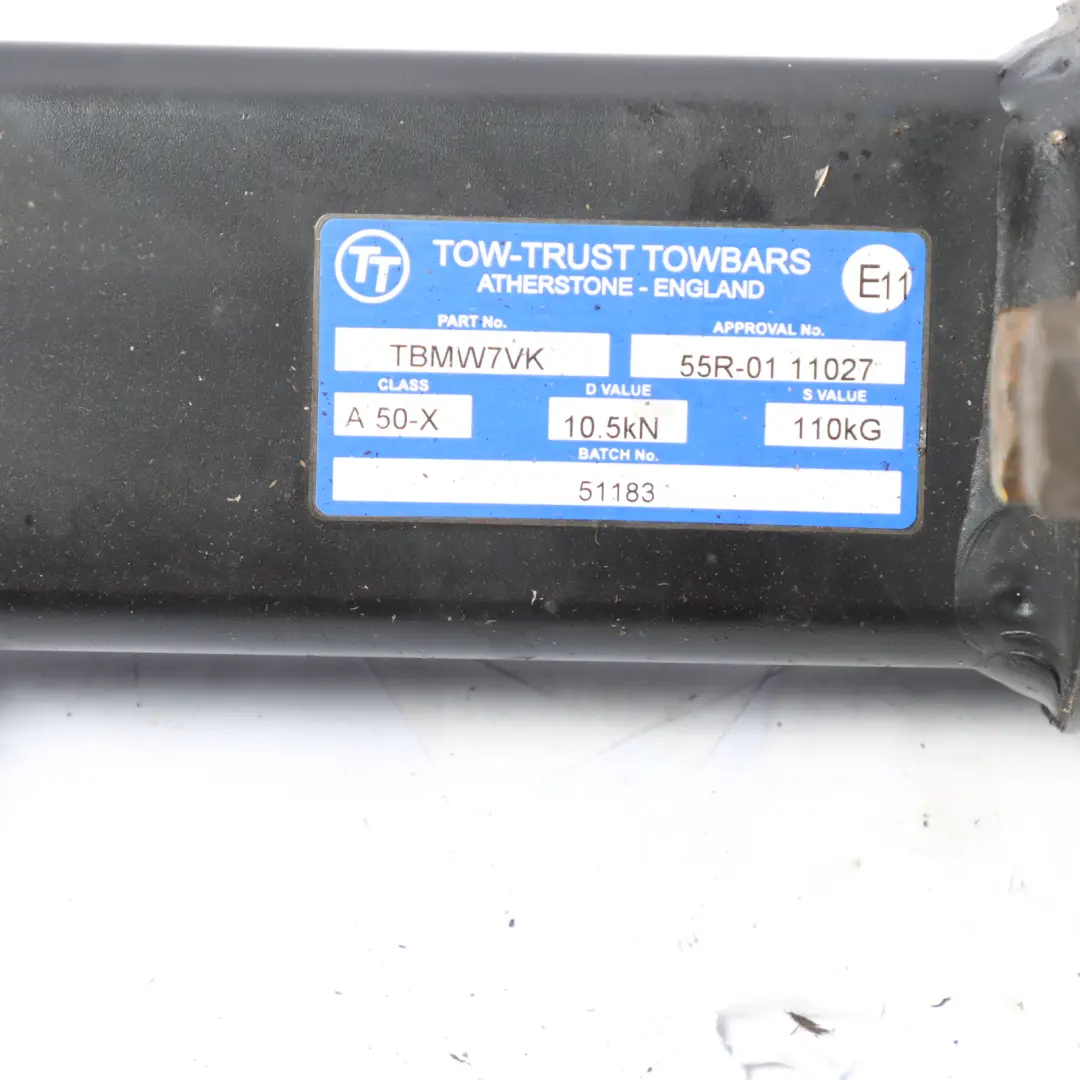 TT
TOW-TRUST TOWBARS
ATHERSTONE - ENGLAND
E11
PART No.
TBMW7VK
APPROVAL No.
55R-01 11027
CLASS
A 50-X
D VALUE
10.5kN
S VALUE
110kG
BATCH No.
51183